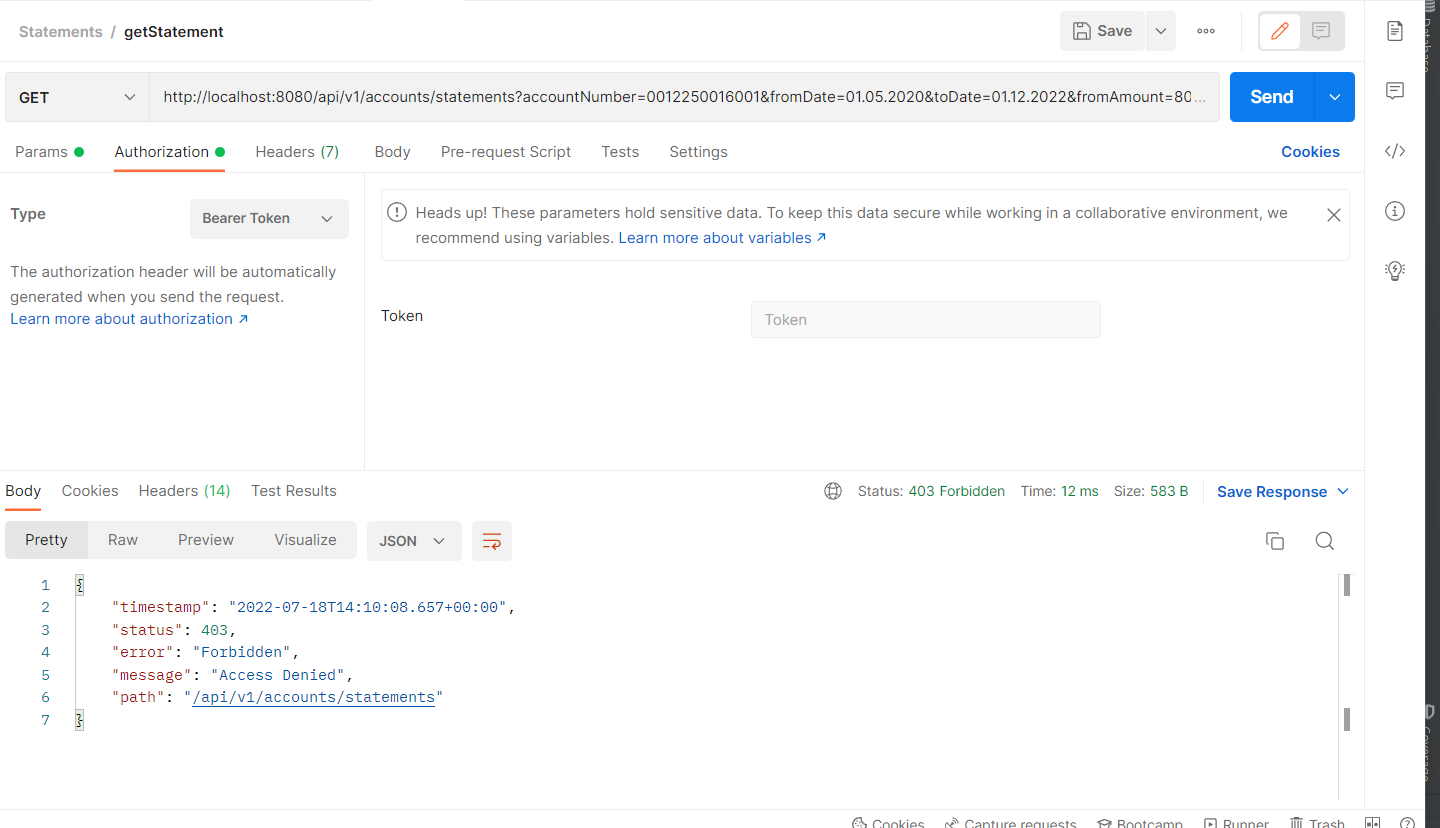 Statements / getStatement
Save
GET
http://localhost:8080/api/v1/accounts/statements?accountNumber=0012250016001&fromDate=01.05.2020&toDate=01.12.2022&fromAmount=80...
Send
Params Authorization Headers (7) Body Pre-request Script Tests Settings Cookies
Type
Bearer Token
The authorization header will be automatically
generated when you send the request.
Learn more about authorization ↗
Heads up! These parameters hold sensitive data. To keep this data secure while working in a collaborative environment, we
recommend using variables. Learn more about variables ↗
Token
Token
Body Cookies Headers (14) Test Results
Status: 403 Forbidden Time: 12 ms Size: 583 B Save Response
Pretty Raw Preview Visualize JSON
1 {
2 "timestamp": "2022-07-18T14:10:08.657+00:00",
3 "status": 403,
4 "error": "Forbidden",
5 "message": "Access Denied",
6 "path": "/api/v1/accounts/statements"
7 }
Cookies Capture requests Bootcamp Runner Trash
Database